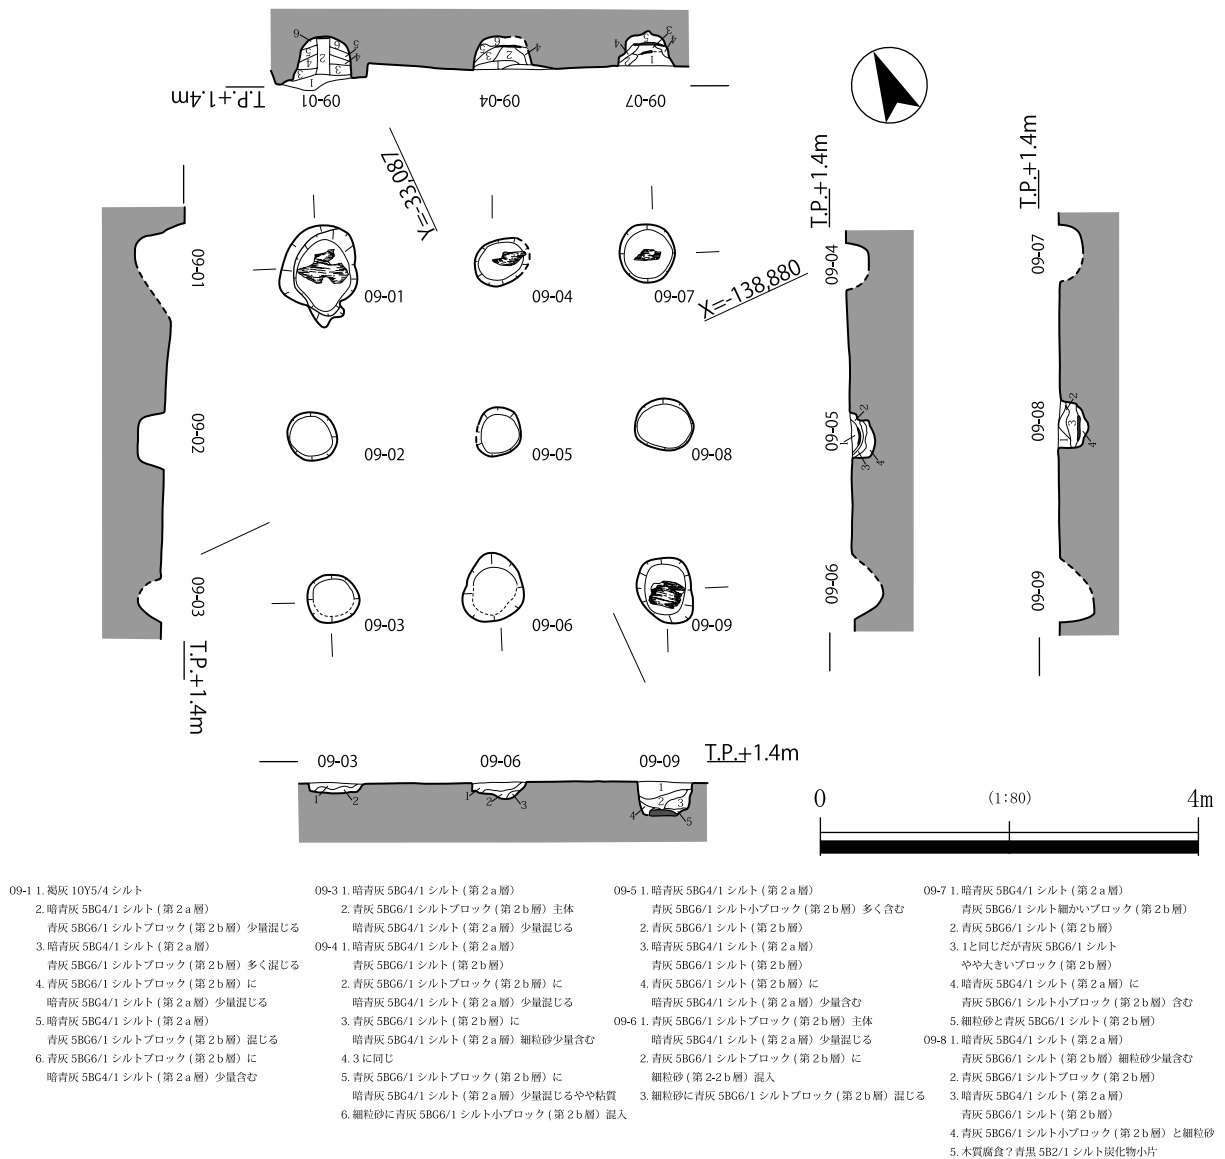 T.P.+1.4m
09-01
09-04
09-07
6
5
4
3
5
4
3
2
6
5
4
3
1
6
5
3
2
4
1
5
3
4
4
1
Y=-33,087
X=-138,880
T.P.+1.4m
T.P.+1.4m
09-01
09-02
09-03
T.P.+1.4m
09-01
09-04
09-07
09-02
09-05
09-08
09-03
09-06
09-09
09-04
09-05
09-06
2
1
3
4
09-07
09-08
09-09
2
3
1
4
09-03
09-06
09-09
T.P.+1.4m
1
2
1
2
3
1
2
3
4
5
0
(1:80)
4m
09-1 1. 褐灰 10Y5/4 シルト
2. 暗青灰 5BG4/1 シルト (第２a層)
青灰 5BG6/1 シルトブロック (第２b層) 少量混じる
3. 暗青灰 5BG4/1 シルト (第２a層)
青灰 5BG6/1 シルトブロック (第２b層) 多く混じる
4. 青灰 5BG6/1 シルトブロック (第２b層) に
暗青灰 5BG4/1 シルト (第２a層) 少量混じる
5. 暗青灰 5BG4/1 シルト (第２a層)
青灰 5BG6/1 シルトブロック (第２b層) 混じる
6. 青灰 5BG6/1 シルトブロック (第２b層) に
暗青灰 5BG4/1 シルト (第２a層) 少量含む
09-3 1. 暗青灰 5BG4/1 シルト (第２a層)
2. 青灰 5BG6/1 シルトブロック (第２b層) 主体
暗青灰 5BG4/1 シルト (第２a層) 少量混じる
09-4 1. 暗青灰 5BG4/1 シルト (第２a層)
青灰 5BG6/1 シルト (第２b層)
2. 青灰 5BG6/1 シルトブロック (第２b層) に
暗青灰 5BG4/1 シルト (第２a層) 少量混じる
3. 青灰 5BG6/1 シルト (第２b層) に
暗青灰 5BG4/1 シルト (第２a層) 細粒砂少量含む
4. 3 に同じ
5. 青灰 5BG6/1 シルトブロック (第２b層) に
暗青灰 5BG4/1 シルト (第２a層) 少量混じるやや粘質
6. 細粒砂に青灰 5BG6/1 シルト小ブロック (第２b層) 混入
09-5 1. 暗青灰 5BG4/1 シルト (第２a層)
青灰 5BG6/1 シルト小ブロック (第２b層) 多く含む
2. 青灰 5BG6/1 シルト (第２b層)
3. 暗青灰 5BG4/1 シルト (第２a層)
青灰 5BG6/1 シルト (第２b層)
4. 青灰 5BG6/1 シルト (第２b層) に
暗青灰 5BG4/1 シルト (第２a層) 少量含む
09-6 1. 青灰 5BG6/1 シルトブロック (第２b層) 主体
暗青灰 5BG4/1 シルト (第２a層) 少量混じる
2. 青灰 5BG6/1 シルトブロック (第２b層) に
細粒砂 (第 2-2ｂ層) 混入
3. 細粒砂に青灰 5BG6/1 シルトブロック (第２b層) 混じる
09-7 1. 暗青灰 5BG4/1 シルト (第２a層)
青灰 5BG6/1 シルト細かいブロック (第２b層)
2. 青灰 5BG6/1 シルト (第２b層)
3. 1と同じだが青灰 5BG6/1 シルト
やや大きいブロック (第２b層)
4. 暗青灰 5BG4/1 シルト (第２a層) に
青灰 5BG6/1 シルト小ブロック (第２b層) 含む
5. 細粒砂と青灰 5BG6/1 シルト (第２b層)
09-8 1. 暗青灰 5BG4/1 シルト (第２a層)
青灰 5BG6/1 シルト (第２b層) 細粒砂少量含む
2. 青灰 5BG6/1 シルトブロック (第２b層)
3. 暗青灰 5BG4/1 シルト (第２a層)
青灰 5BG6/1 シルト (第２b層)
4. 青灰 5BG6/1 シルト小ブロック (第２b層) と細粒砂
5. 木質腐食？青黒 5B2/1 シルト炭化物小片